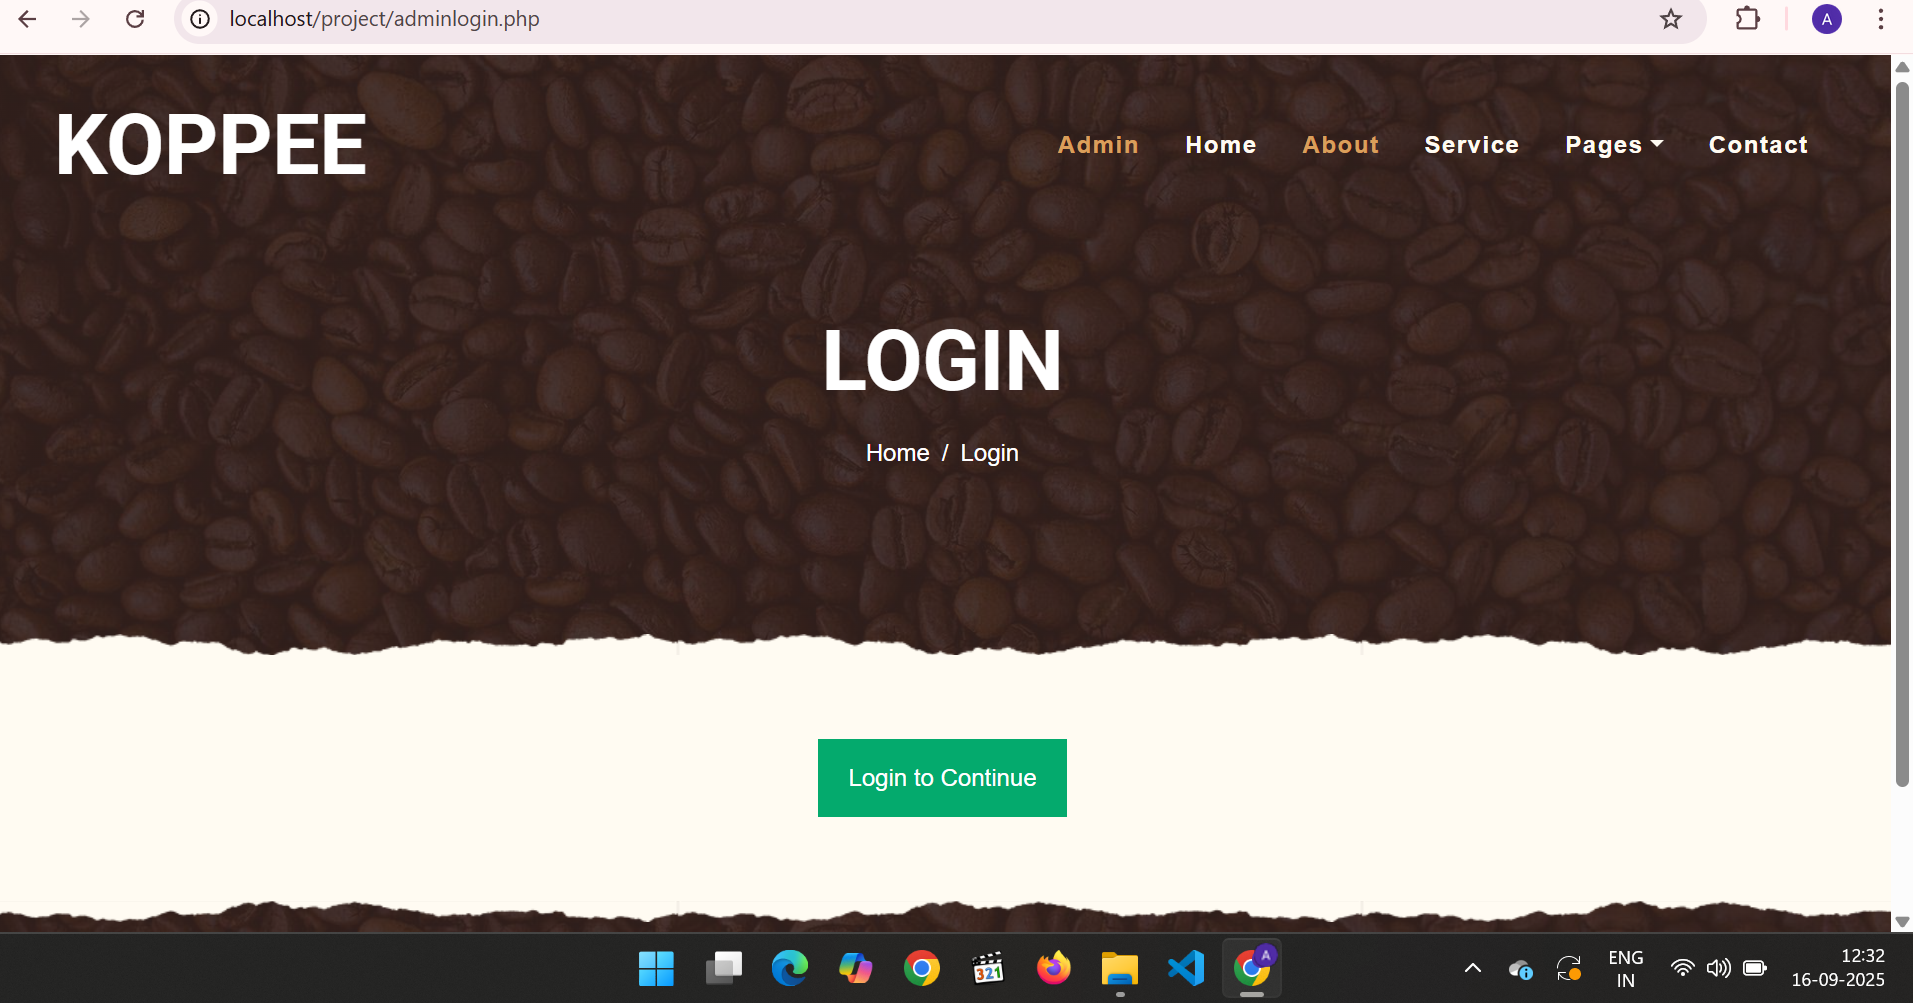 localhost/project/adminlogin.php
A
KOPPEE
Admin Home About Service Pages Contact
LOGIN
Home / Login
Login to Continue
321
A
ENG
IN
12:32
16-09-2025